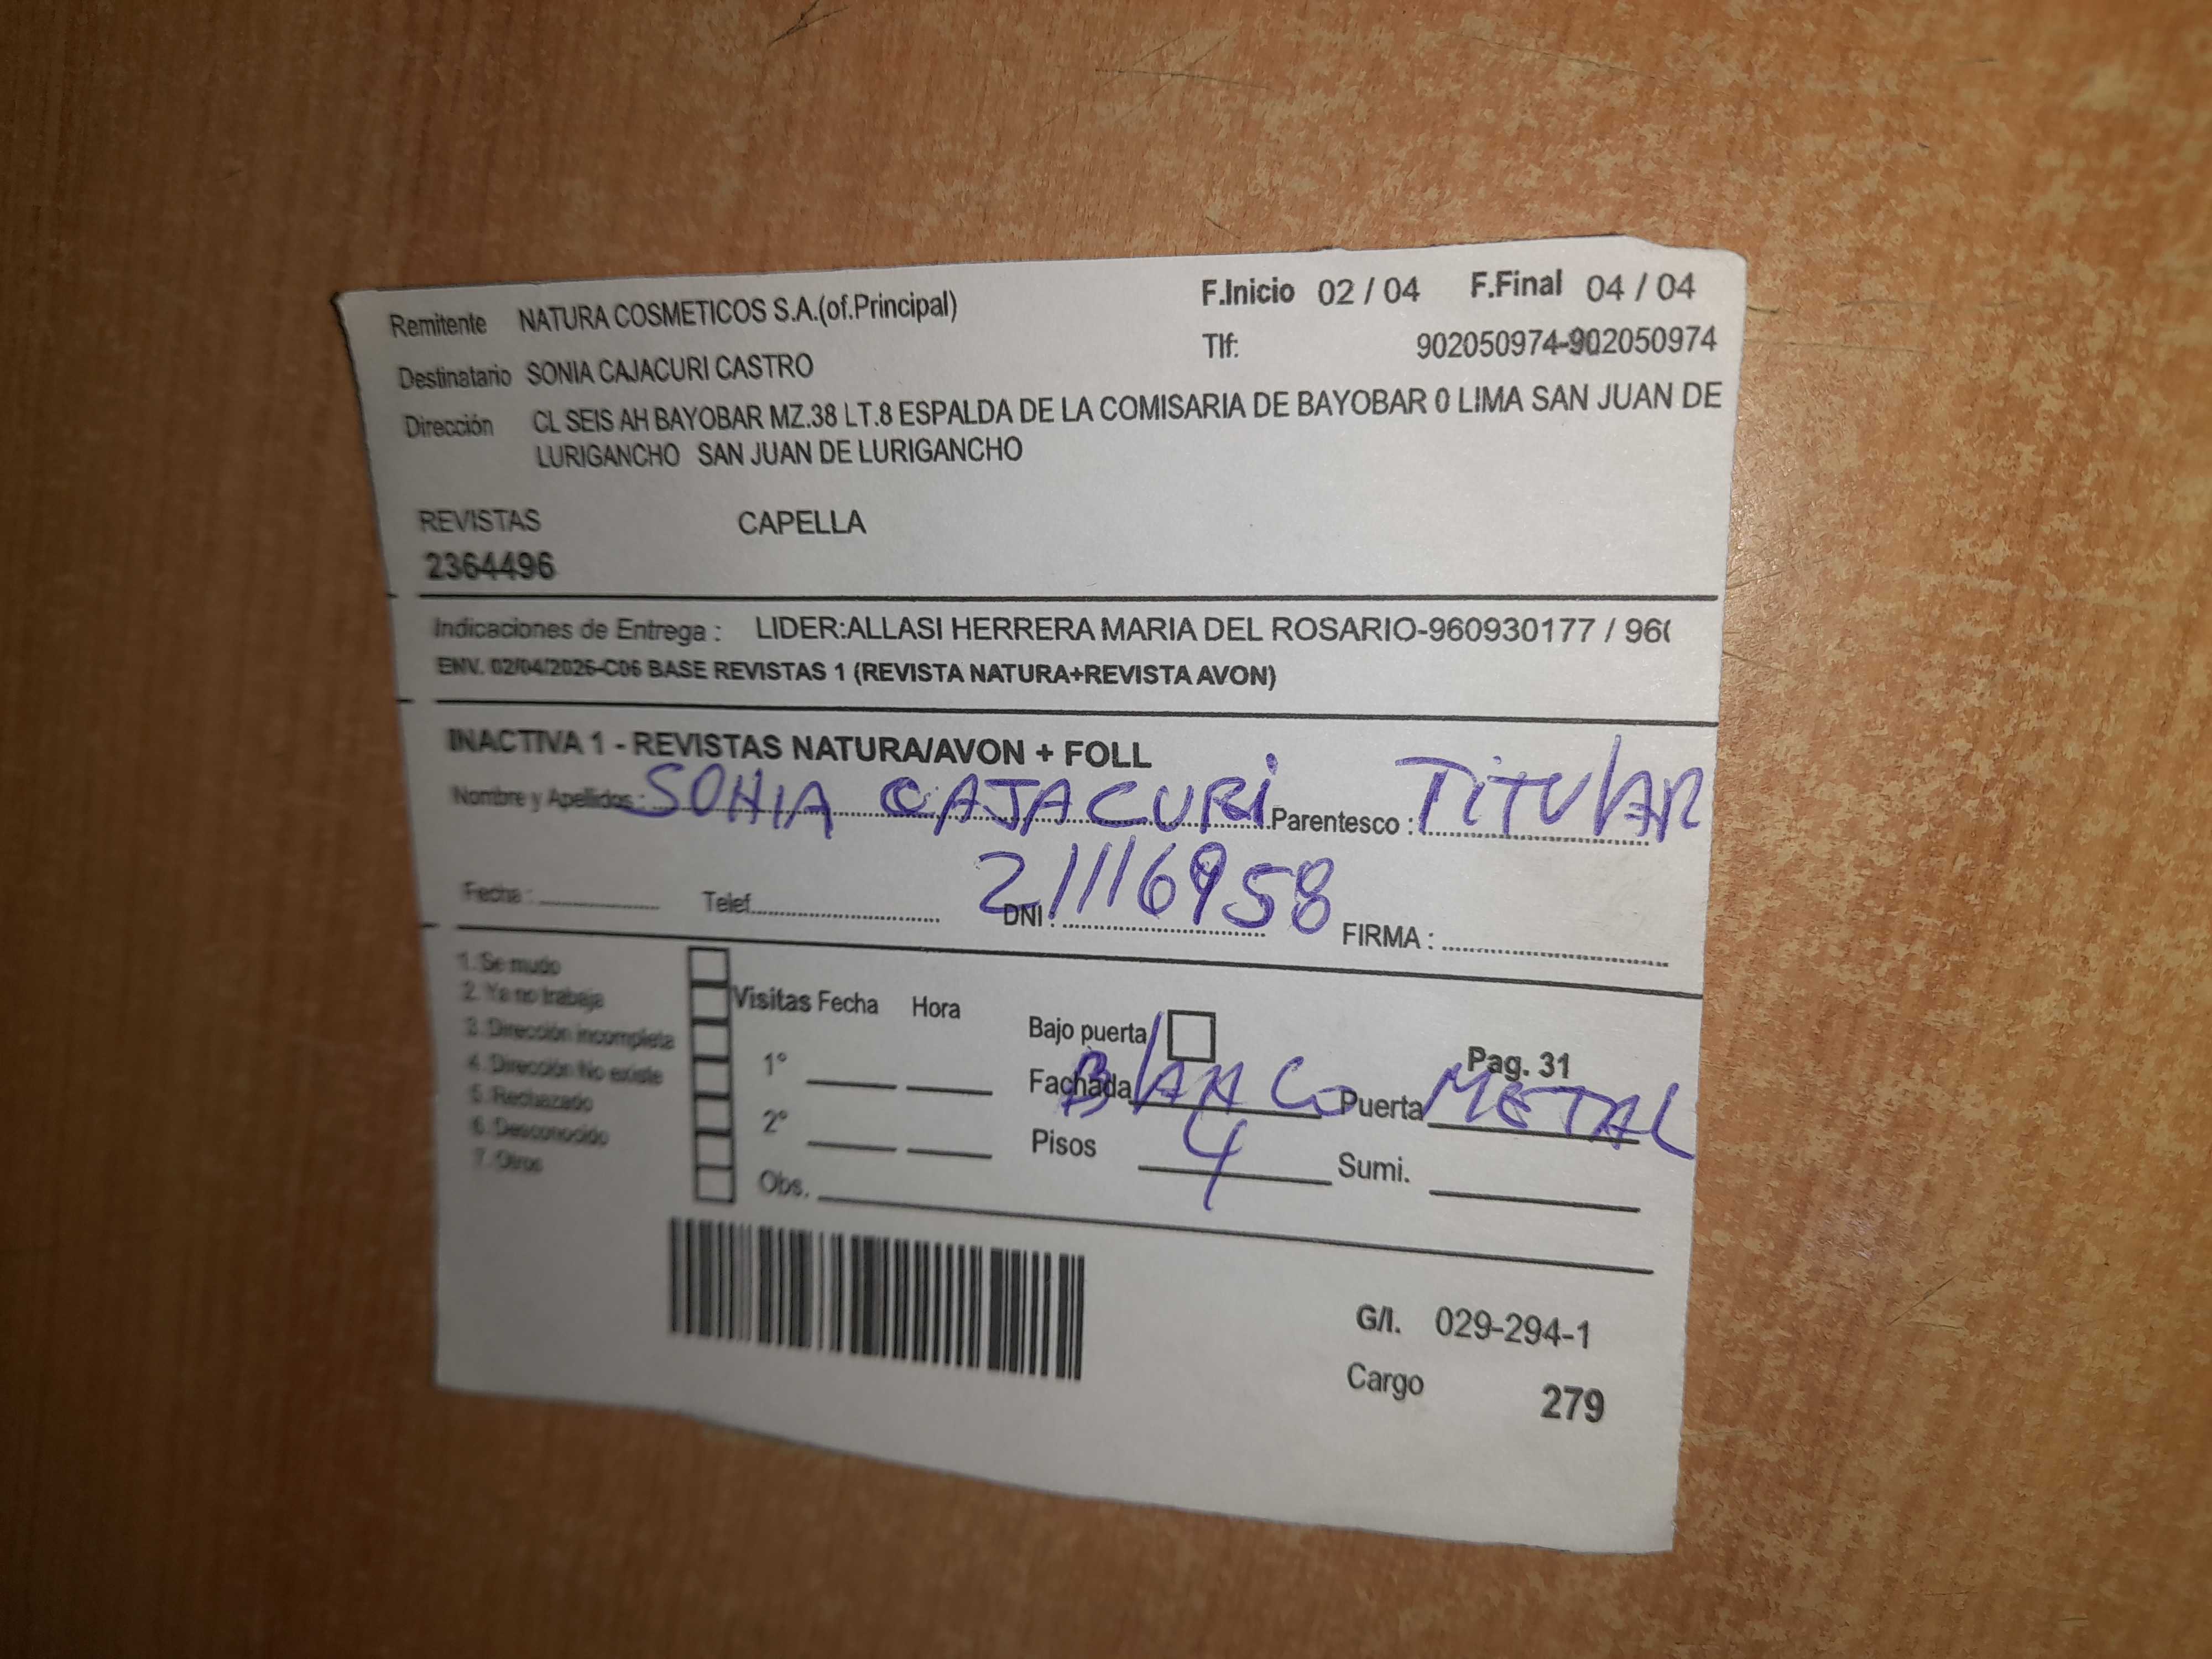 Remitente NATURA COSMETICOS S.A.(of.Principal) F.Inicio 02 / 04 F.Final 04 / 04
Tlf: 902050974-902050974
Destinatario SONIA CAJACURI CASTRO
Dirección CL SEIS AH BAYOBAR MZ.38 LT.8 ESPALDA DE LA COMISARIA DE BAYOBAR 0 LIMA SAN JUAN DE
LURIGANCHO SAN JUAN DE LURIGANCHO
REVISTAS CAPELLA
2364496
Indicaciones de Entrega : LIDER:ALLASI HERRERA MARIA DEL ROSARIO-960930177 / 960
ENV. 02/04/2025-C06 BASE REVISTAS 1 (REVISTA NATURA+REVISTA AVON)
INACTIVA 1 - REVISTAS NATURA/AVON + FOLL
Nombre y Apellidos : SONIA CAJACURI Parentesco : TITULAR
Fecha : Telef. DNI : 21116958 FIRMA :
1. Se mudo
2. Ya no trabaja
3. Dirección incompleta
4. Dirección No existe
5. Rechazado
6. Desconocido
7. Otros
Visitas Fecha Hora
1°
2°
Obs.
Bajo puerta Pag. 31
Fachada BLANCO Puerta METAL
Pisos 4 Sumi.
G/I. 029-294-1
Cargo 279